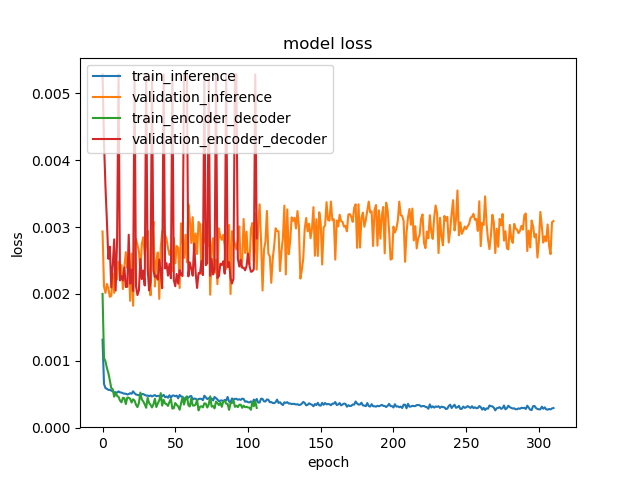 model loss
train_inference
validation_inference
train_encoder_decoder
validation_encoder_decoder
loss
0.005
0.004
0.003
0.002
0.001
0.000
0 50 100 150 200 250 300
epoch